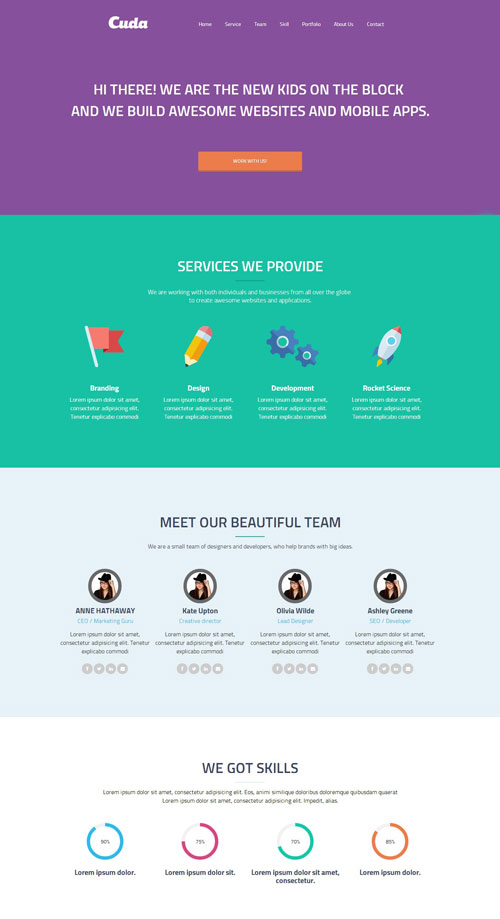 Cuda
Home Service Team Skill Portfolio About Us Contact
HI THERE! WE ARE THE NEW KIDS ON THE BLOCK
AND WE BUILD AWESOME WEBSITES AND MOBILE APPS.
WORK WITH US!
SERVICES WE PROVIDE
We are working with both individuals and businesses from all over the globe
to create awesome websites and applications.
Branding
Lorem ipsum dolor sit amet,
consectetur adipisicing elit.
Tenetur explicabo commodi
Design
Lorem ipsum dolor sit amet,
consectetur adipisicing elit.
Tenetur explicabo commodi
Development
Lorem ipsum dolor sit amet,
consectetur adipisicing elit.
Tenetur explicabo commodi
Rocket Science
Lorem ipsum dolor sit amet,
consectetur adipisicing elit.
Tenetur explicabo commodi
MEET OUR BEAUTIFUL TEAM
We are a small team of designers and developers, who help brands with big ideas.
ANNE HATHAWAY
CEO / Marketing Guru
Lorem ipsum dolor sit amet,
consectetur adipisicing elit. Tenetur
explicabo commodi
Kate Upton
Creative director
Lorem ipsum dolor sit amet,
consectetur adipisicing elit. Tenetur
explicabo commodi
Olivia Wilde
Lead Designer
Lorem ipsum dolor sit amet,
consectetur adipisicing elit. Tenetur
explicabo commodi
Ashley Greene
SEO / Developer
Lorem ipsum dolor sit amet,
consectetur adipisicing elit. Tenetur
explicabo commodi
WE GOT SKILLS
Lorem ipsum dolor sit amet, consectetur adipisicing elit. Eos, animi similique doloribus doloremque quibusdam quaerat
Lorem ipsum dolor sit amet, consectetur adipisicing elit. Impedit, alias.
90%
Lorem ipsum dolor.
75%
Lorem ipsum dolor sit.
70%
Lorem ipsum dolor sit amet,
consectetur.
85%
Lorem ipsum dolor.